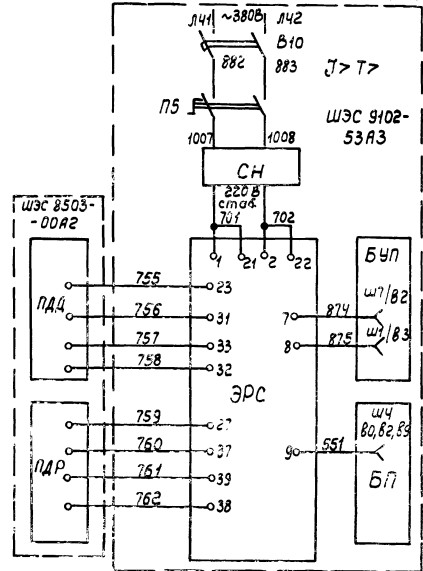 Л41 ~380В Л42
В10
882 883 J> T>
П5
ШЭС 9102-
53А3
1007 1008
СН
220 В
стаб.
701 702
ШЭС 8503-
-00А2
1 21 2 22
ПДД
755 23
756 31
757 33
758 32
ЭРС
7 874
8 875
БУП
Ш7/В2
Ш7/В3
ПДР
759 27
760 37
761 39
762 38
9 551
Ш4
В0, В2, В9
БП